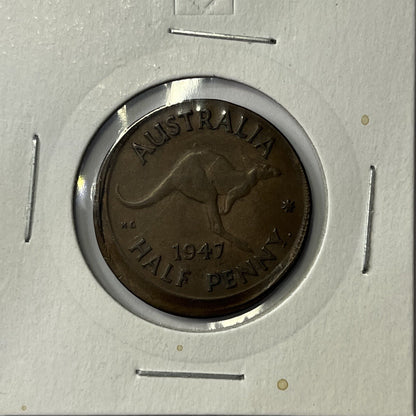 AUSTRALIA
KG
1947
HALF PENNY.